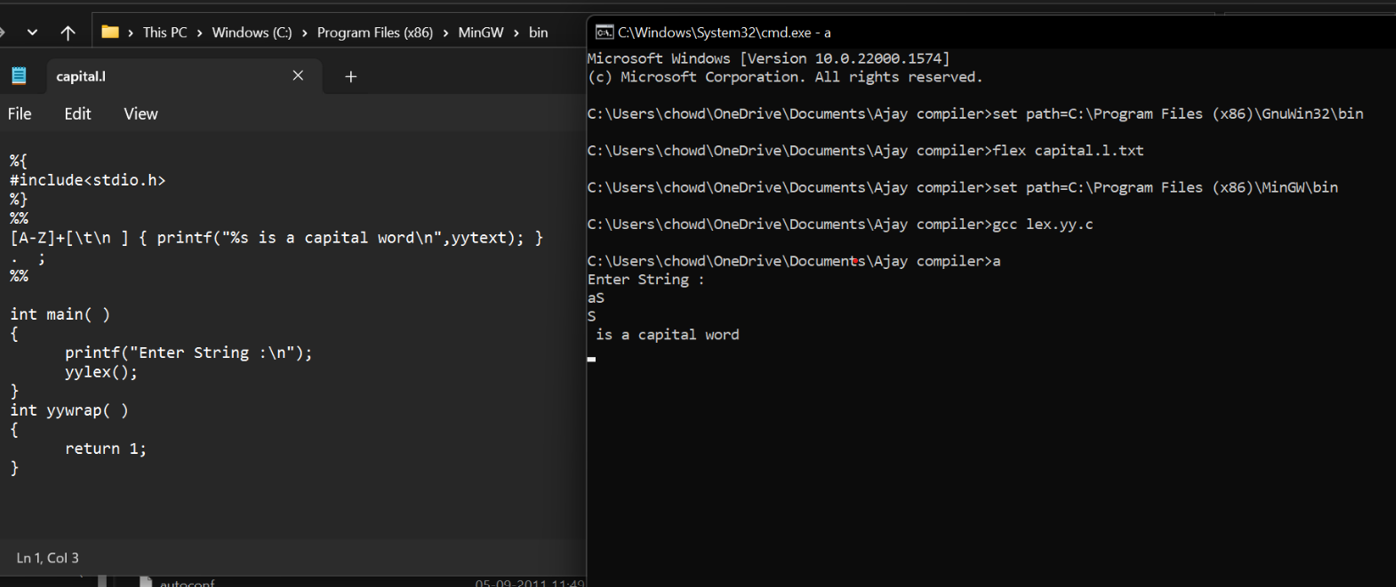 This PC > Windows (C:) > Program Files (x86) > MinGW > bin
capital.l
File Edit View
%{
#include<stdio.h>
%}
%%
[A-Z]+[\t\n ] { printf("%s is a capital word\n",yytext); }
.  ;
%%
int main( )
{
printf("Enter String :\n");
yylex();
}
int yywrap( )
{
return 1;
}
Ln 1, Col 3
autoconf 05-09-2011 11:49
C:\Windows\System32\cmd.exe - a
Microsoft Windows [Version 10.0.22000.1574]
(c) Microsoft Corporation. All rights reserved.
C:\Users\chowd\OneDrive\Documents\Ajay compiler>set path=C:\Program Files (x86)\GnuWin32\bin
C:\Users\chowd\OneDrive\Documents\Ajay compiler>flex capital.l.txt
C:\Users\chowd\OneDrive\Documents\Ajay compiler>set path=C:\Program Files (x86)\MinGW\bin
C:\Users\chowd\OneDrive\Documents\Ajay compiler>gcc lex.yy.c
C:\Users\chowd\OneDrive\Documents\Ajay compiler>a
Enter String :
aS
S
is a capital word